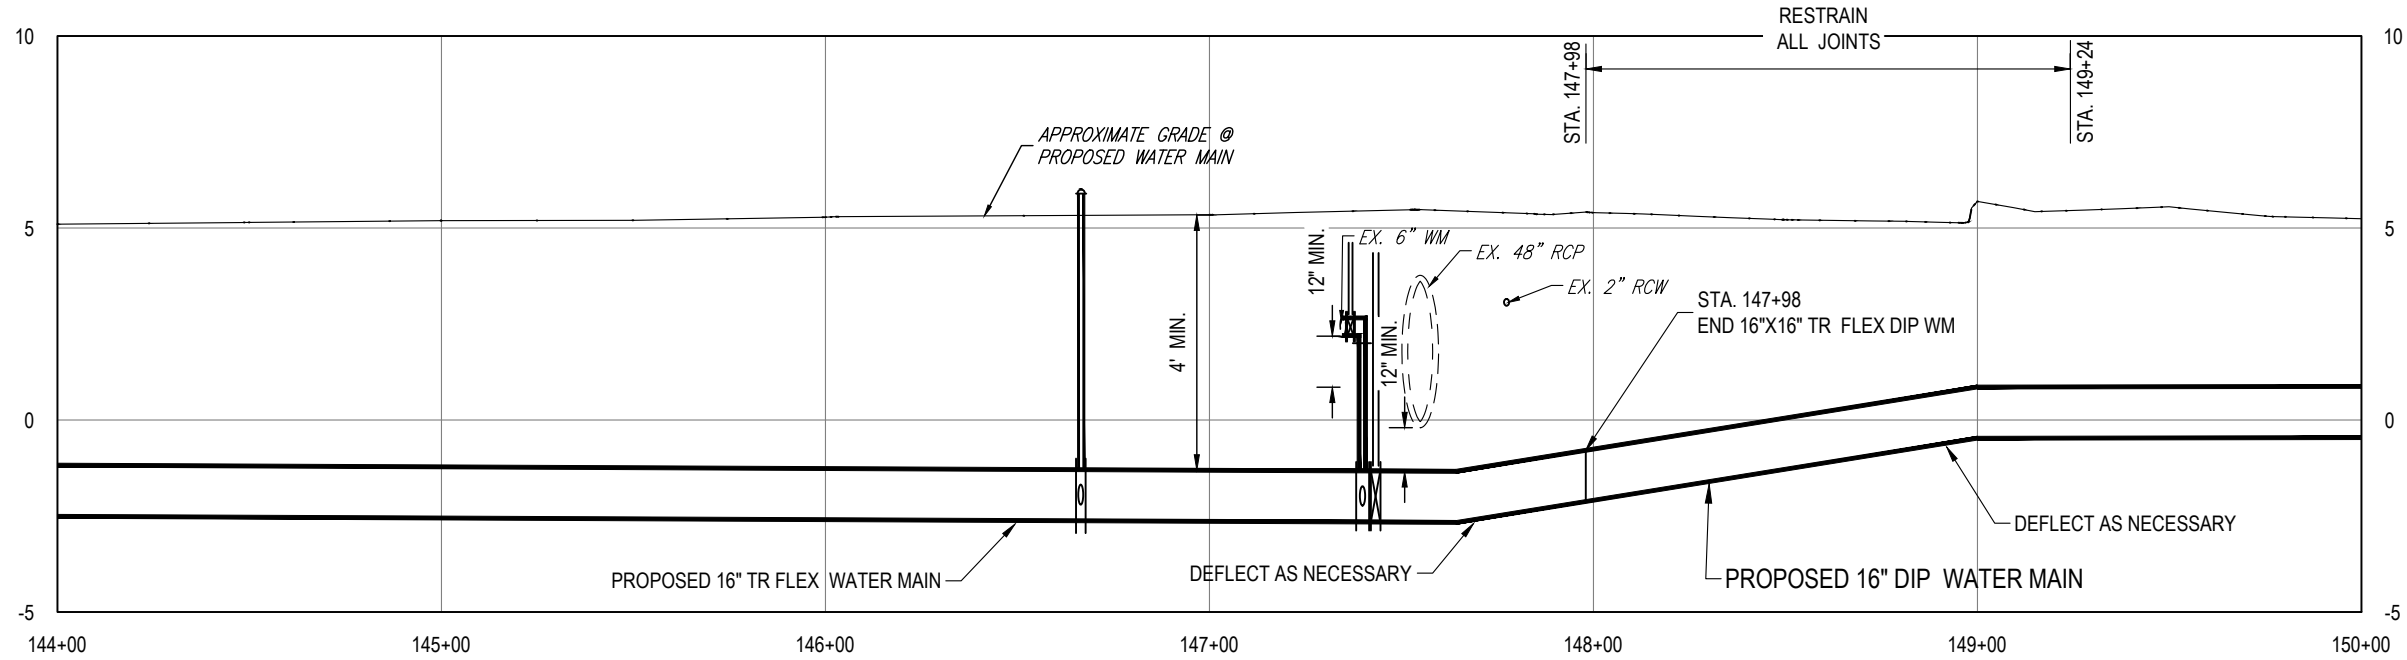 RESTRAIN
ALL JOINTS
10
10
STA. 147+98
STA. 149+24
APPROXIMATE GRADE @
PROPOSED WATER MAIN
5
5
12" MIN.
EX. 6" WM
EX. 48" RCP
EX. 2" RCW
4' MIN.
12" MIN.
STA. 147+98
END 16"X16" TR FLEX DIP WM
0
0
DEFLECT AS NECESSARY
PROPOSED 16" TR FLEX WATER MAIN
DEFLECT AS NECESSARY
PROPOSED 16" DIP WATER MAIN
-5
-5
144+00
145+00
146+00
147+00
148+00
149+00
150+00